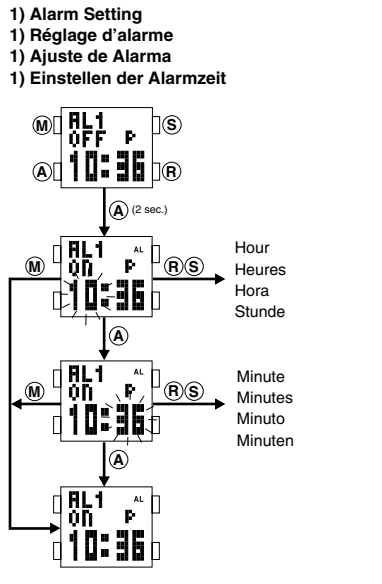 1) Alarm Setting
1) Réglage d'alarme
1) Ajuste de Alarma
1) Einstellen der Alarmzeit
AL1
M S
OFF P
A 10:36 R
A (2 sec.)
AL1 AL
M on P R S
10:36
Hour
Heures
Hora
Stunde
A
AL1 AL
M on P R S
10:36
Minute
Minutes
Minuto
Minuten
A
AL1 AL
on P
10:36